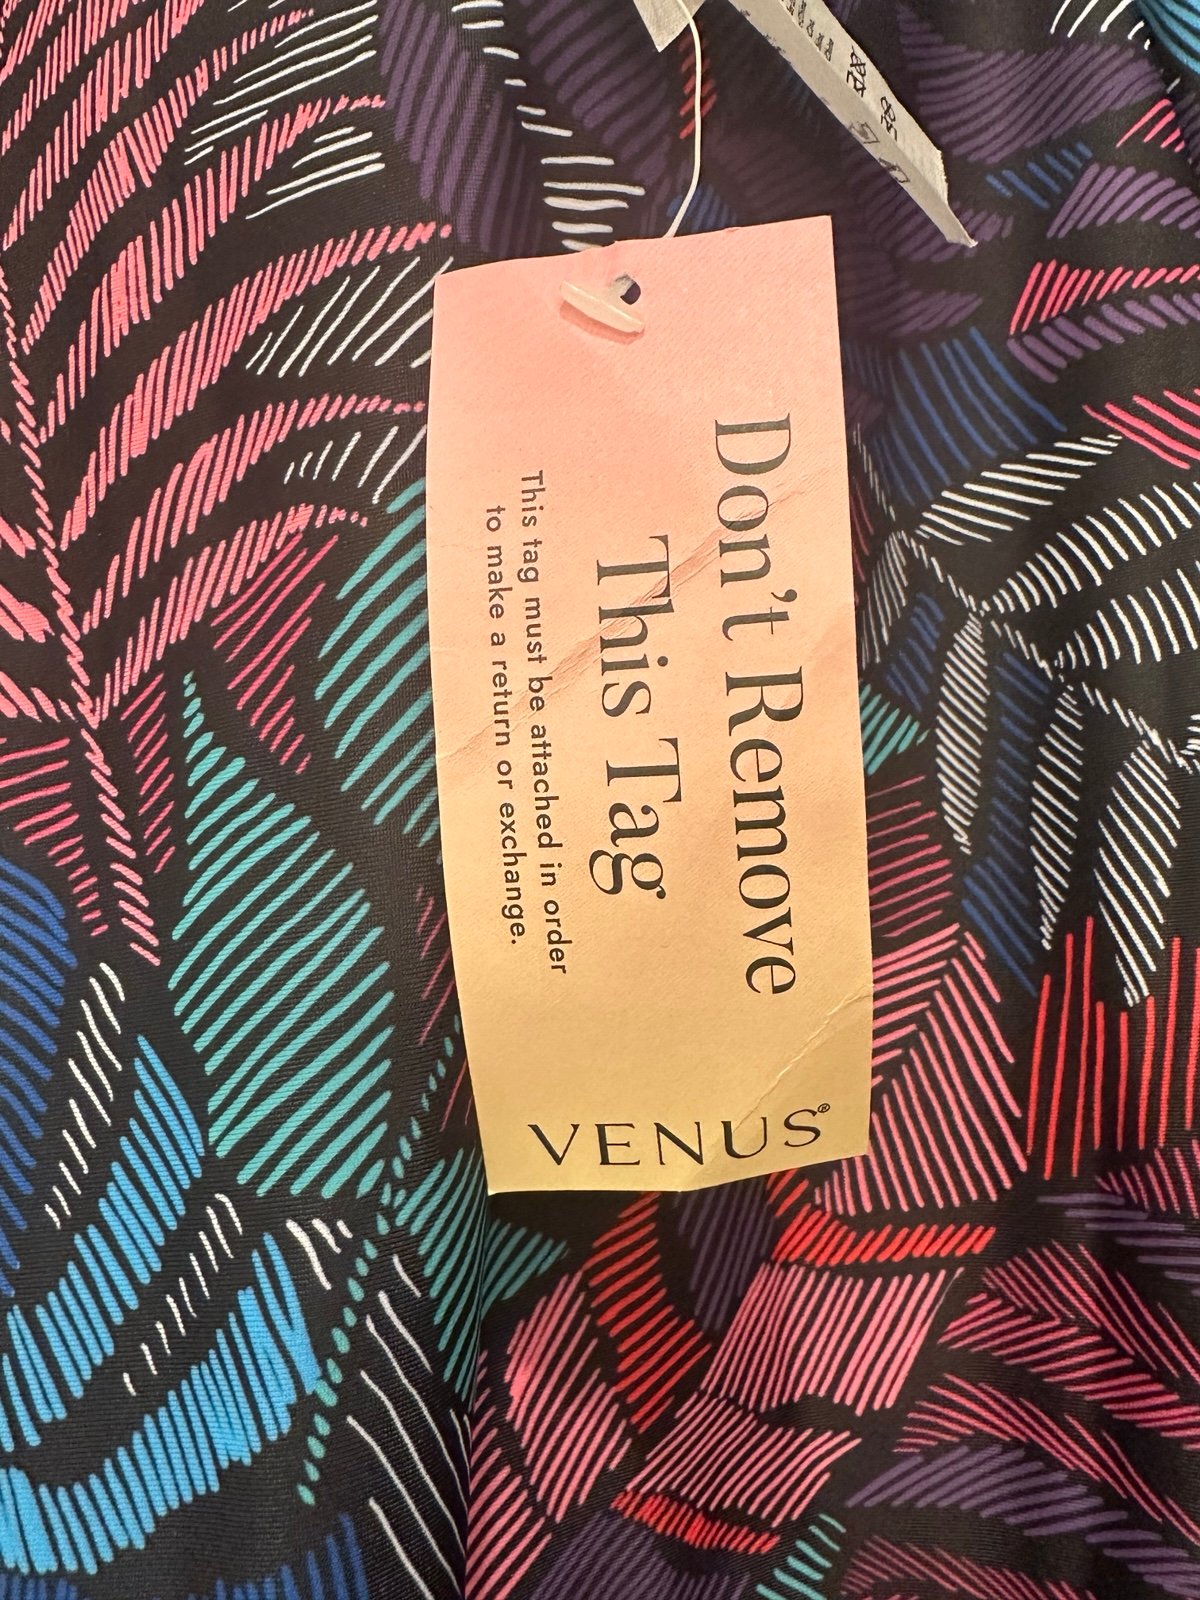 Don't Remove
This Tag
This tag must be attached in order
to make a return or exchange.
VENUS®